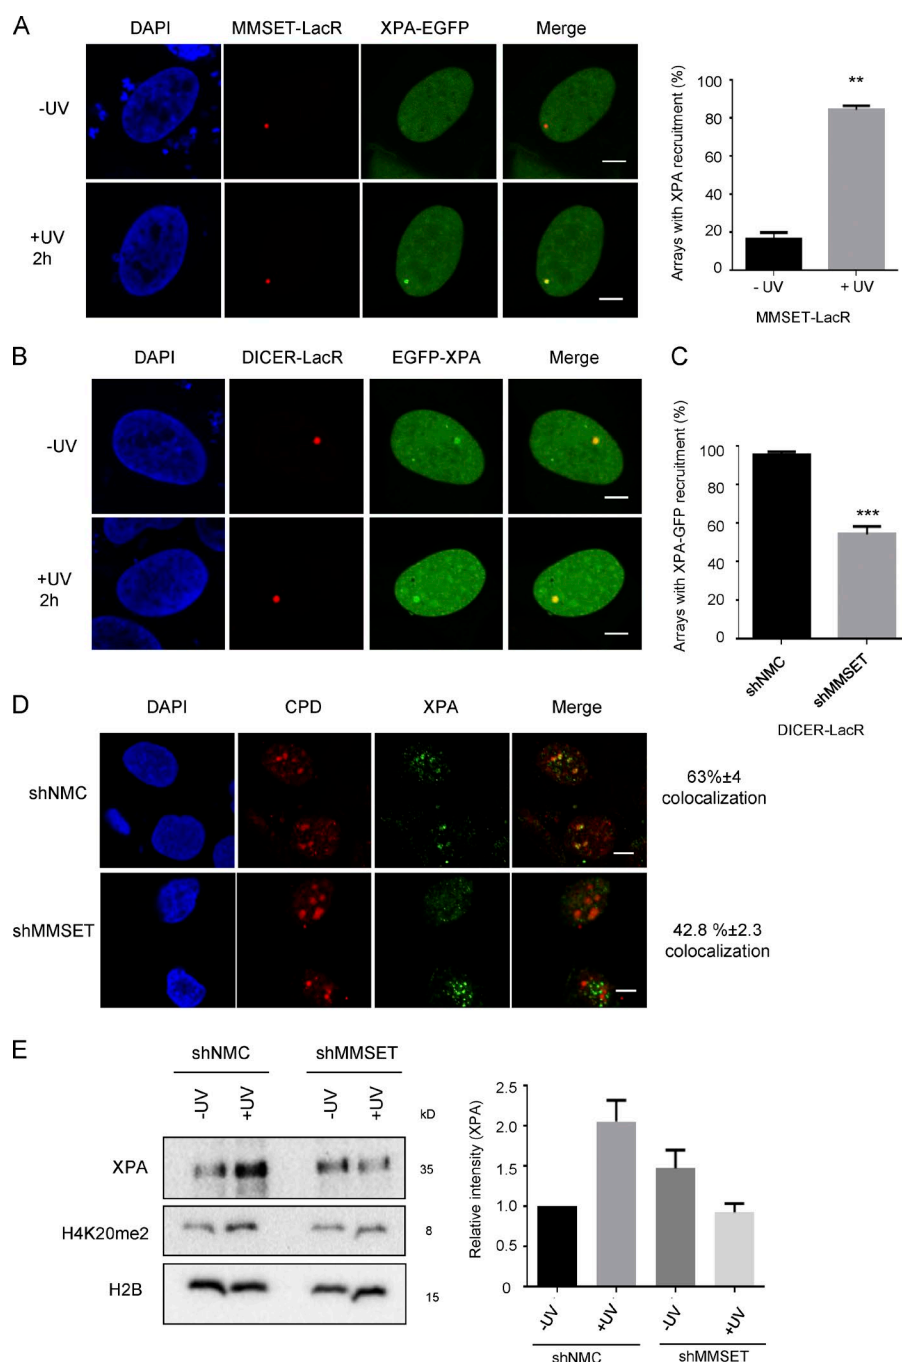 A
DAPI MMSET-LacR XPA-EGFP Merge
-UV
+UV
2h
Arrays with XPA recruitment (%)
100
80
60
40
20
0
**
- UV + UV
MMSET-LacR
B
DAPI DICER-LacR EGFP-XPA Merge
-UV
+UV
2h
C
Arrays with XPA-GFP recruitment (%)
100
80
60
40
20
0
***
shNMC shMMSET
DICER-LacR
D
DAPI CPD XPA Merge
shNMC
63%±4
colocalization
shMMSET
42.8 %±2.3
colocalization
E
shNMC shMMSET
-UV +UV -UV +UV kD
XPA 35
H4K20me2 8
H2B 15
Relative intensity (XPA)
2.5
2.0
1.5
1.0
0.5
0
-UV +UV -UV +UV
shNMC shMMSET